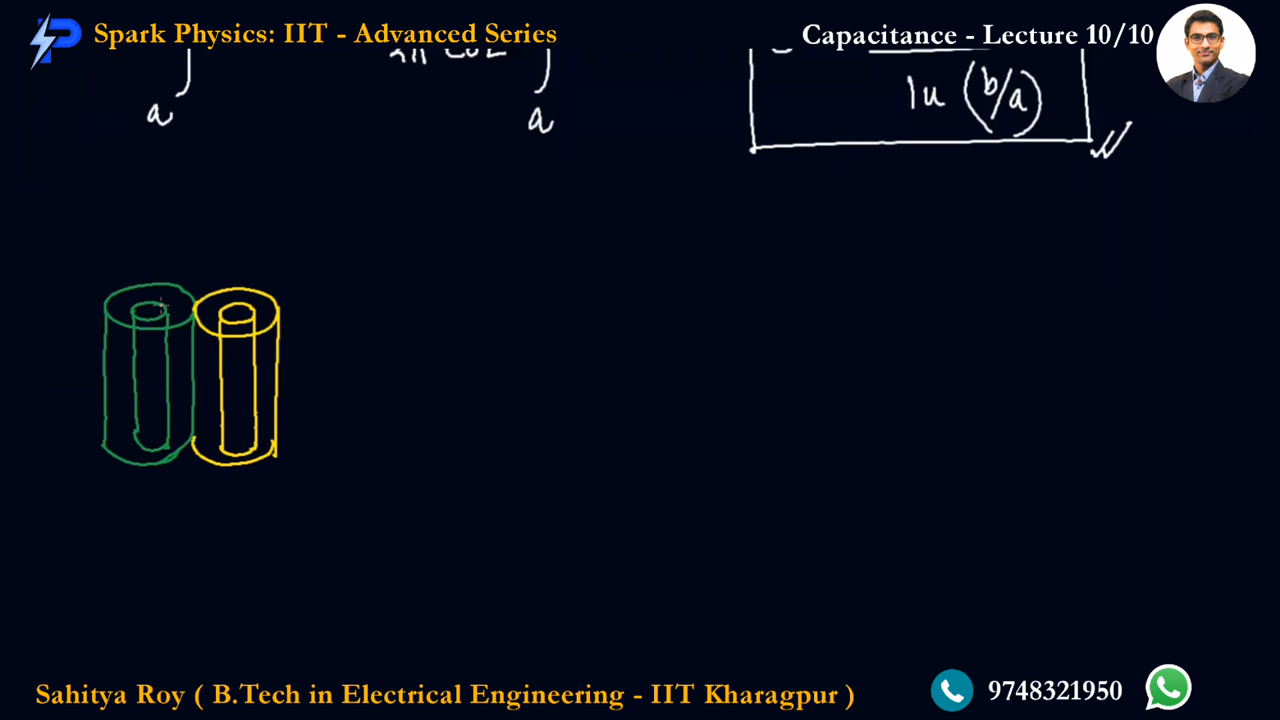 Spark Physics: IIT - Advanced Series
Capacitance - Lecture 10/10
a
a
ln (b/a)
Sahitya Roy ( B.Tech in Electrical Engineering - IIT Kharagpur )
9748321950